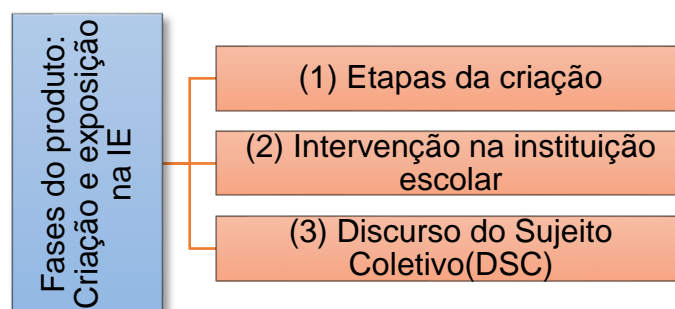 Fases do produto:
Criação e exposição
na IE
(1) Etapas da criação
(2) Intervenção na instituição
escolar
(3) Discurso do Sujeito
Coletivo(DSC)